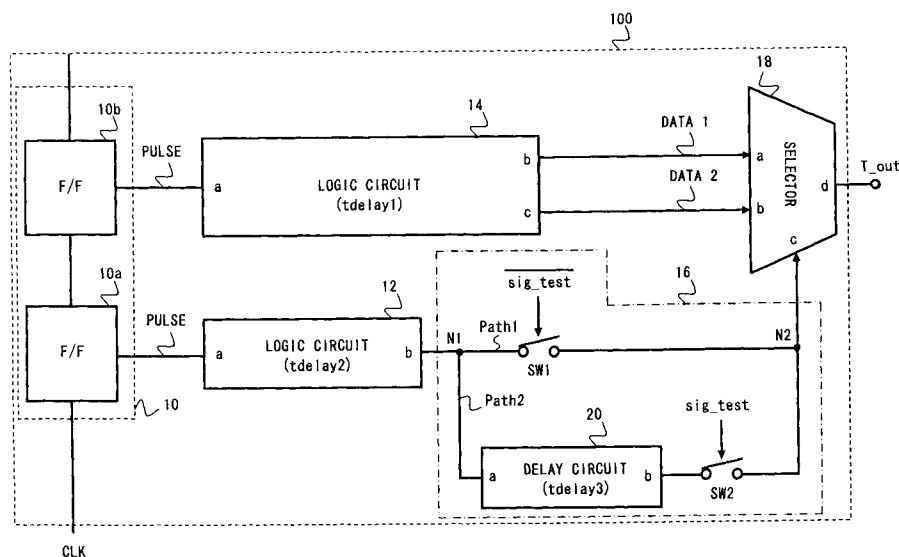 100
18
10b
14
DATA 1
PULSE
SELECTOR
F/F
a
LOGIC CIRCUIT
(tdelay1)
b
c
DATA 2
a
b
c
d
T_out
10a
12
sig_test
16
PULSE
F/F
a
LOGIC CIRCUIT
(tdelay2)
b
N1
Path1
SW1
N2
10
Path2
sig_test
20
a
DELAY CIRCUIT
(tdelay3)
b
SW2
CLK